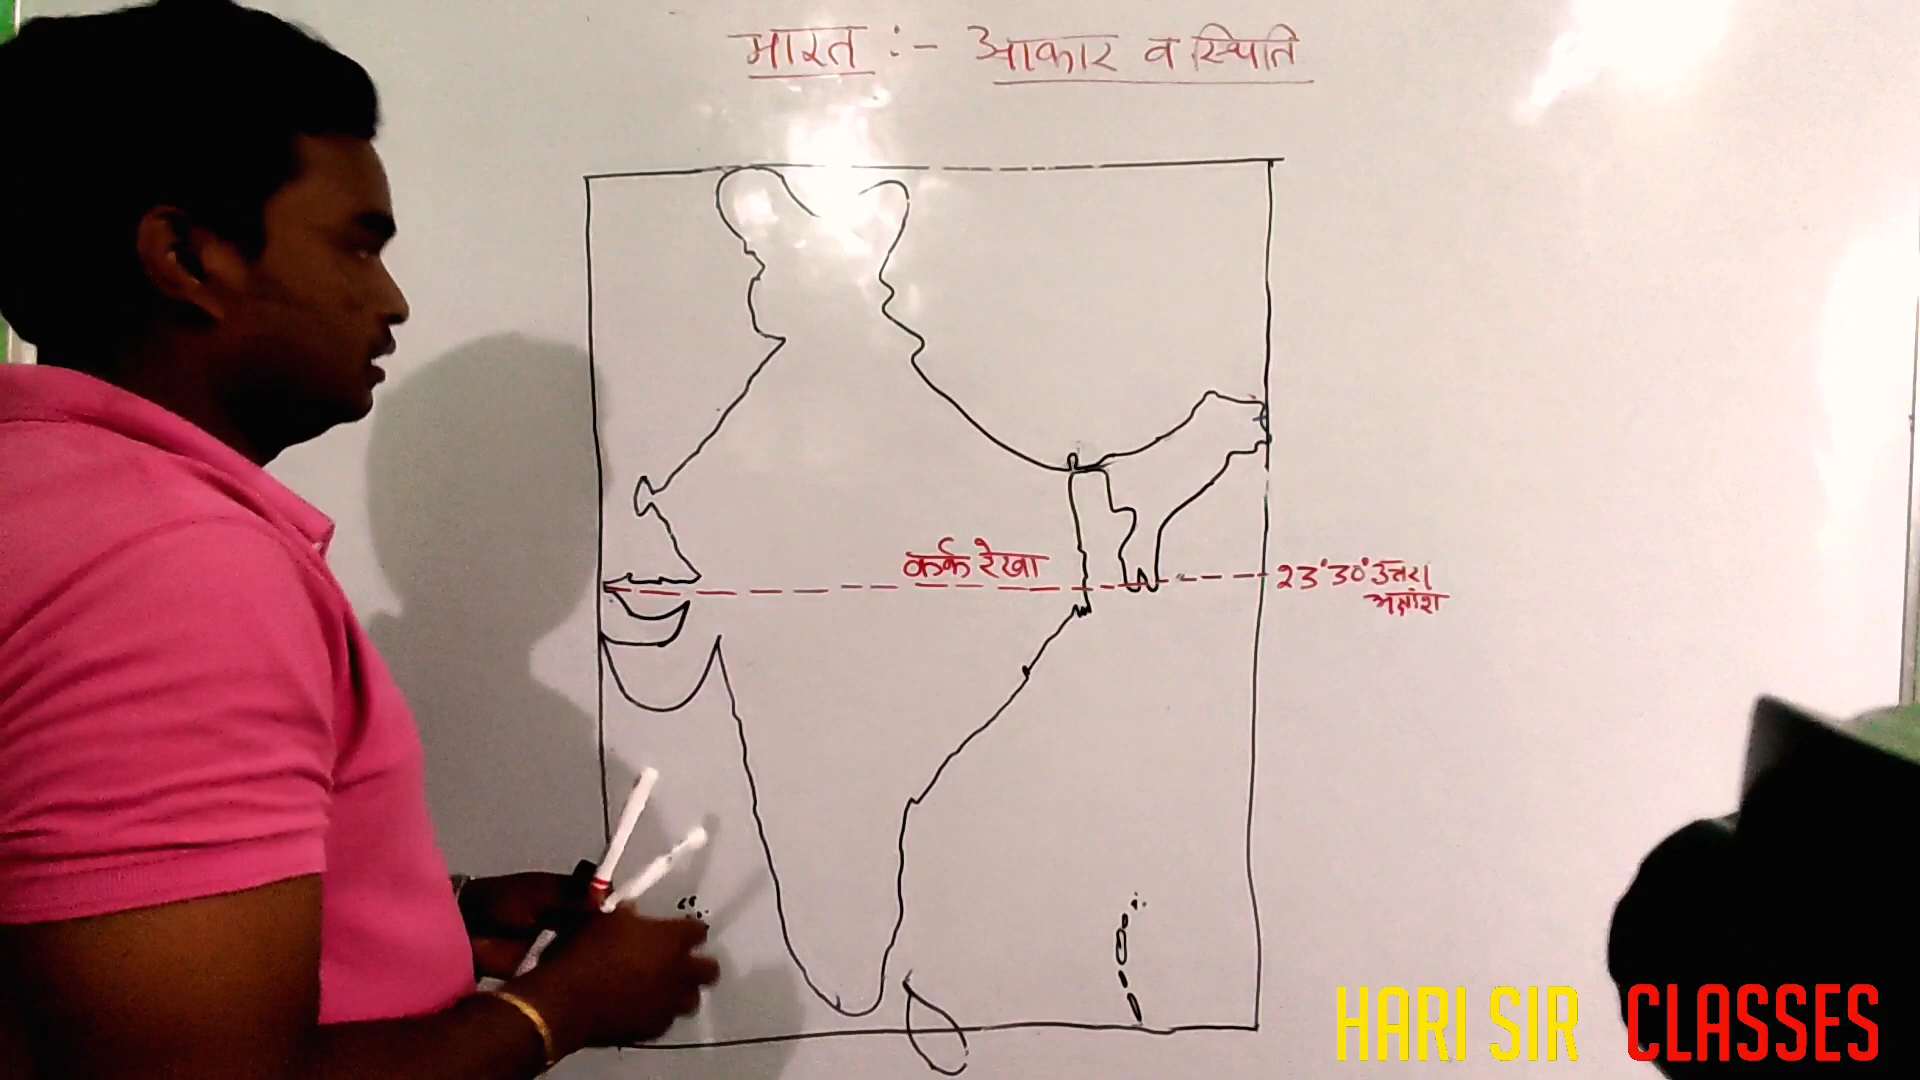 भारत :- आकार व स्थिति
कर्क रेखा
23°30' उत्तरी
अक्षांश
HARI SIR CLASSES